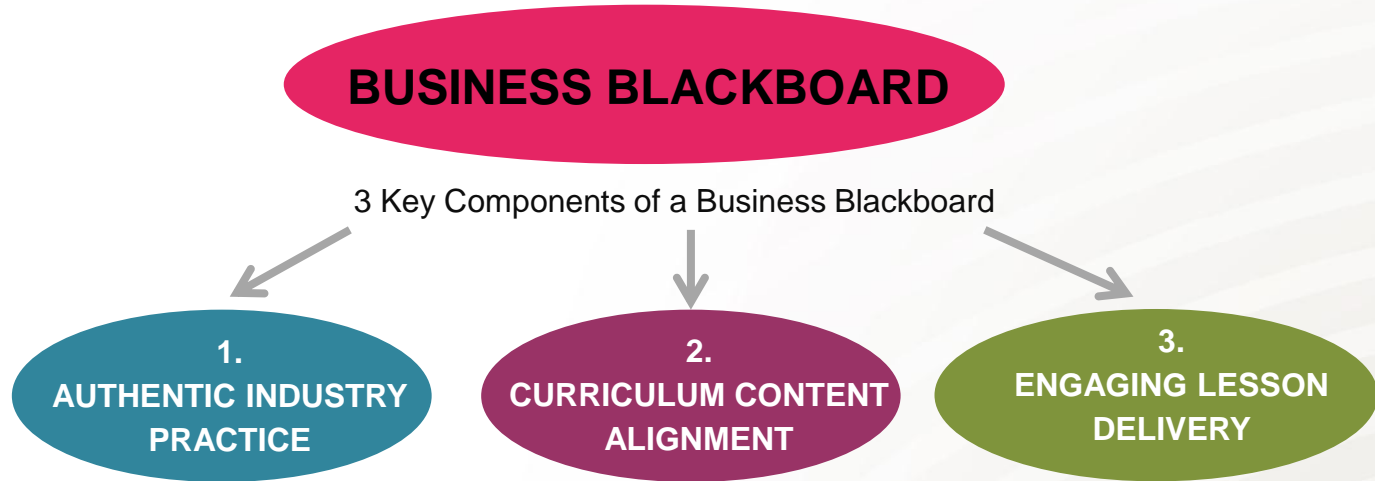 BUSINESS BLACKBOARD
3 Key Components of a Business Blackboard
1.
AUTHENTIC INDUSTRY
PRACTICE
2.
CURRICULUM CONTENT
ALIGNMENT
3.
ENGAGING LESSON
DELIVERY